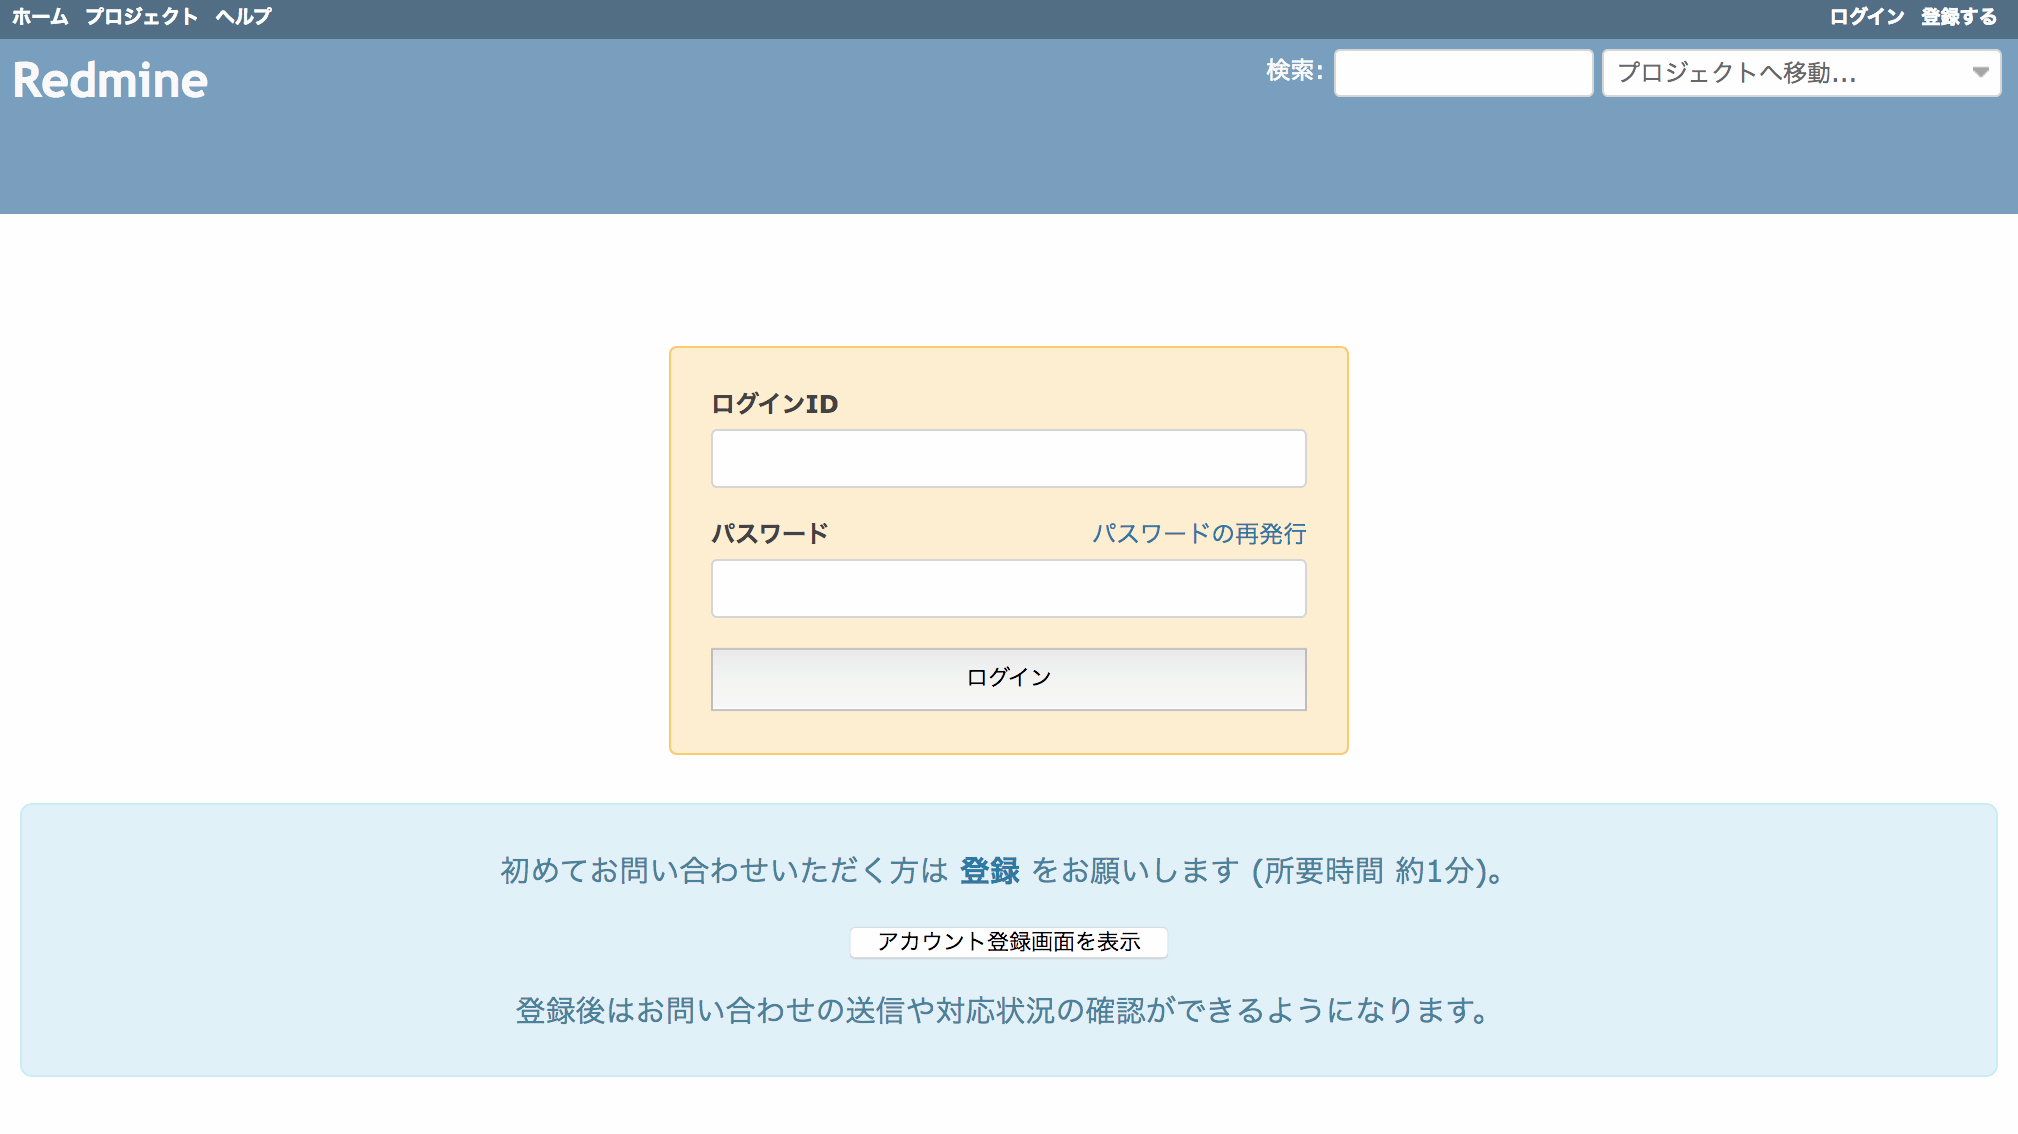 ホーム プロジェクト ヘルプ ログイン 登録する
Redmine 検索: プロジェクトへ移動...
ログインID
パスワード パスワードの再発行
ログイン
初めてお問い合わせいただく方は 登録 をお願いします (所要時間 約1分)。
アカウント登録画面を表示
登録後はお問い合わせの送信や対応状況の確認ができるようになります。